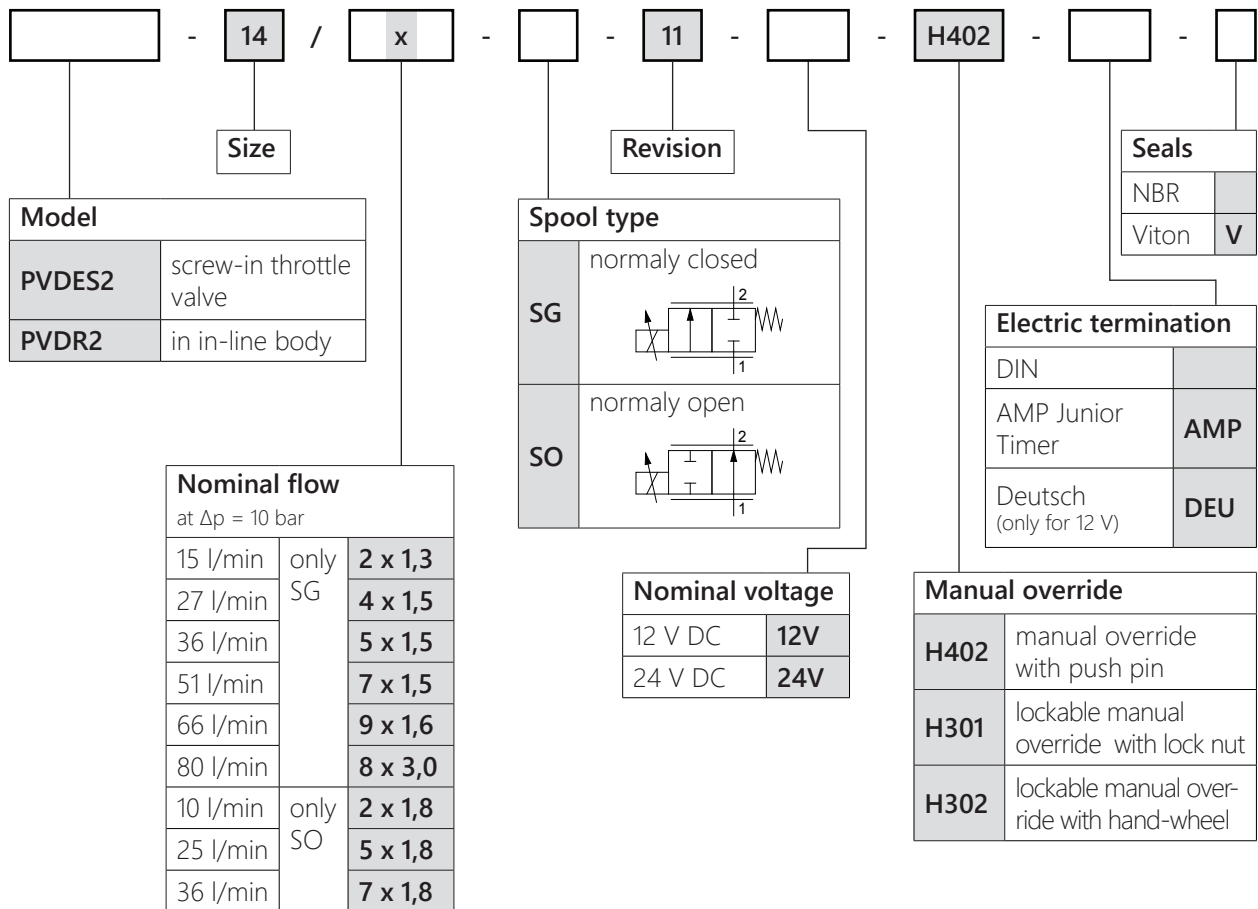 - 14 / x - - 11 - - H402 - -
Size
Revision
Seals
NBR
Viton V
Model
PVDES2 screw-in throttle
valve
PVDR2 in in-line body
Spool type
SG normaly closed
2
1
SO normaly open
2
1
Electric termination
DIN
AMP Junior
Timer AMP
Deutsch
(only for 12 V) DEU
Nominal flow
at Δp = 10 bar
15 l/min only 2 x 1,3
27 l/min SG 4 x 1,5
36 l/min 5 x 1,5
51 l/min 7 x 1,5
66 l/min 9 x 1,6
80 l/min 8 x 3,0
10 l/min only 2 x 1,8
25 l/min SO 5 x 1,8
36 l/min 7 x 1,8
Nominal voltage
12 V DC 12V
24 V DC 24V
Manual override
H402 manual override
with push pin
H301 lockable manual
override with lock nut
H302 lockable manual over-
ride with hand-wheel